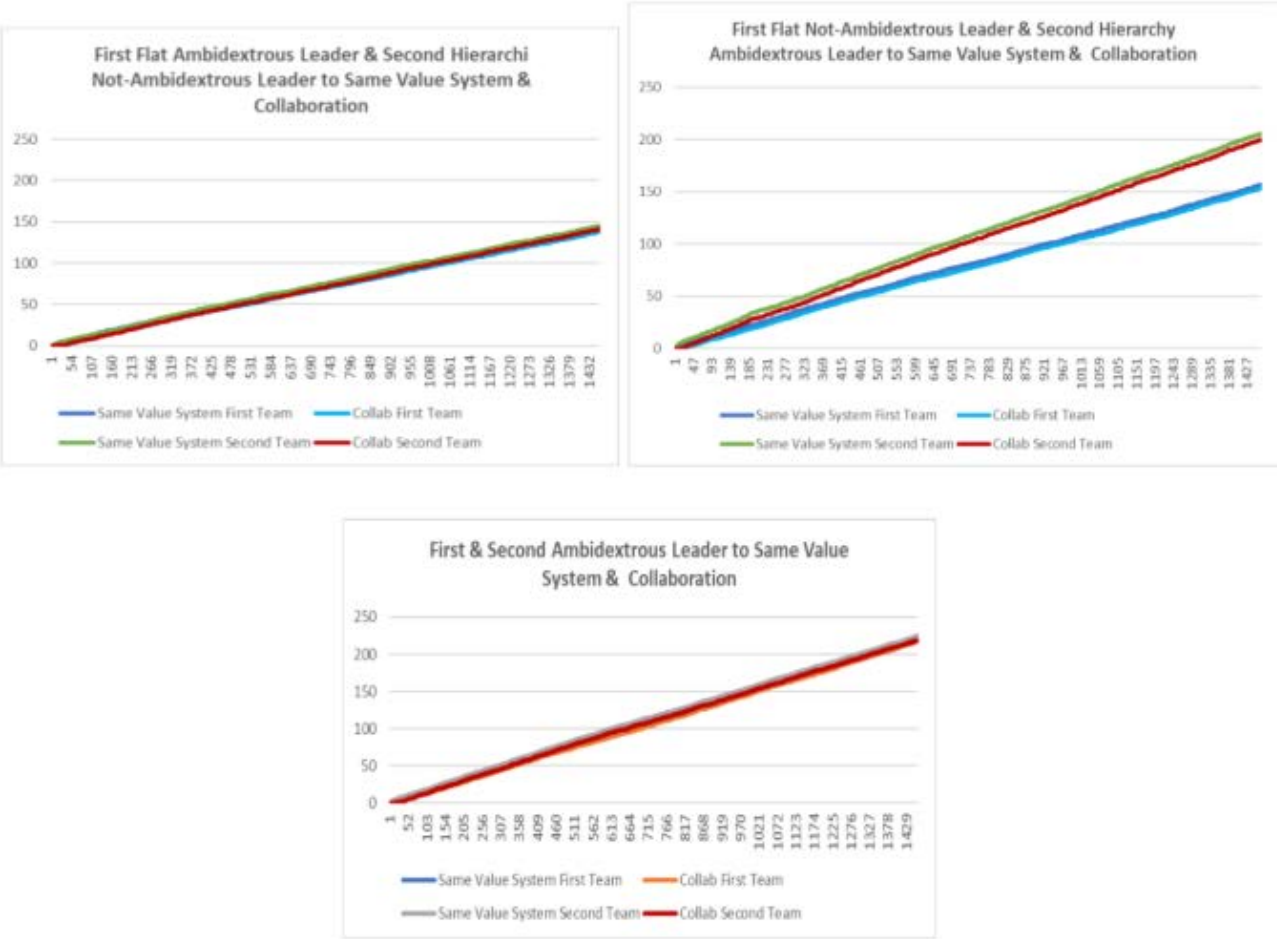 First Flat Ambidextrous Leader & Second Hierarchi
Not-Ambidextrous Leader to Same Value System &
Collaboration
250
200
150
100
50
0
1 54 107 160 213 266 319 372 425 478 531 584 637 690 743 796 849 902 955 1008 1061 1114 1167 1220 1273 1326 1379 1432
Same Value System First Team Collab First Team
Same Value System Second Team Collab Second Team
First Flat Not-Ambidextrous Leader & Second Hierarchy
Ambidextrous Leader to Same Value System & Collaboration
250
200
150
100
50
0
1 47 93 139 185 231 277 323 369 415 461 507 553 599 645 691 737 783 829 875 921 967 1013 1059 1105 1151 1197 1243 1289 1335 1381 1427
Same Value System First Team Collab First Team
Same Value System Second Team Collab Second Team
First & Second Ambidextrous Leader to Same Value
System & Collaboration
250
200
150
100
50
0
1 52 103 154 205 256 307 358 409 460 511 562 613 664 715 766 817 868 919 970 1021 1072 1123 1174 1225 1276 1327 1378 1429
Same Value System First Team Collab First Team
Same Value System Second Team Collab Second Team